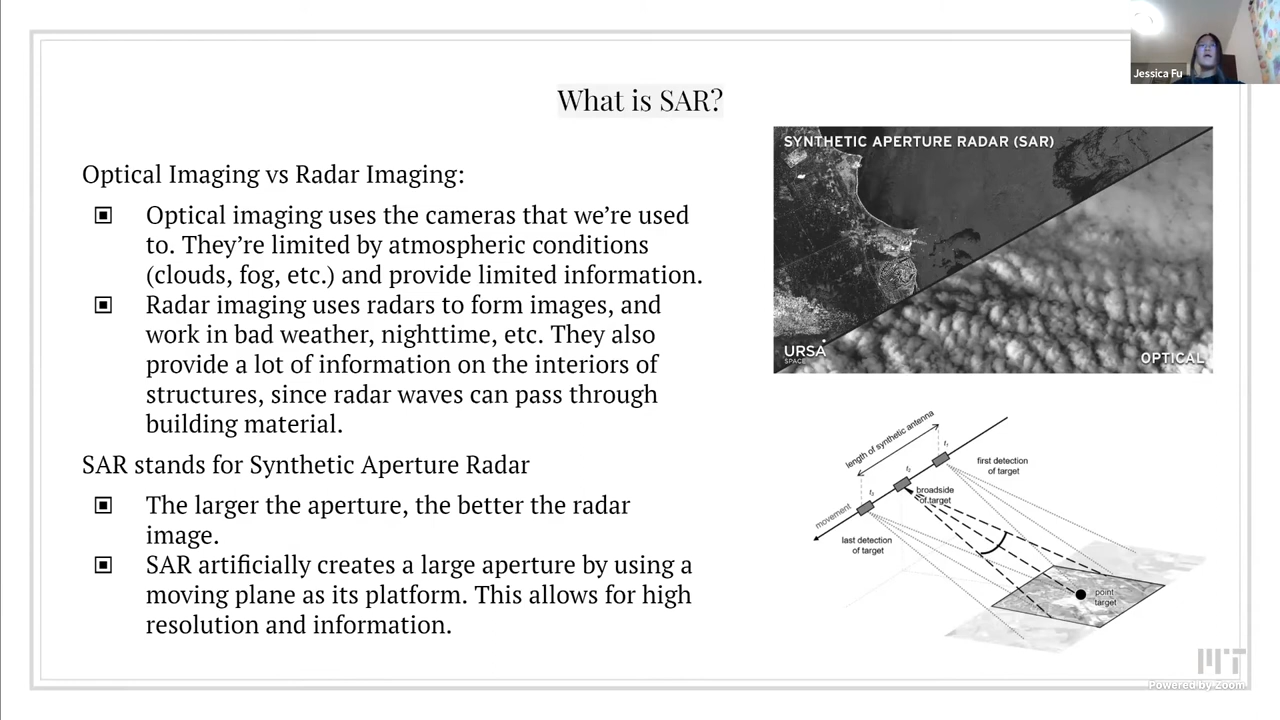 Jessica Fu
What is SAR?
Optical Imaging vs Radar Imaging:
Optical imaging uses the cameras that we’re used
to. They’re limited by atmospheric conditions
(clouds, fog, etc.) and provide limited information.
Radar imaging uses radars to form images, and
work in bad weather, nighttime, etc. They also
provide a lot of information on the interiors of
structures, since radar waves can pass through
building material.
SAR stands for Synthetic Aperture Radar
The larger the aperture, the better the radar
image.
SAR artificially creates a large aperture by using a
moving plane as its platform. This allows for high
resolution and information.
SYNTHETIC APERTURE RADAR (SAR)
URSA
SPACE
OPTICAL
length of synthetic antenna
t₁
first detection
of target
t₂
broadside
of target
t₃
movement
last detection
of target
point
target
MIT
Powered by Zoom